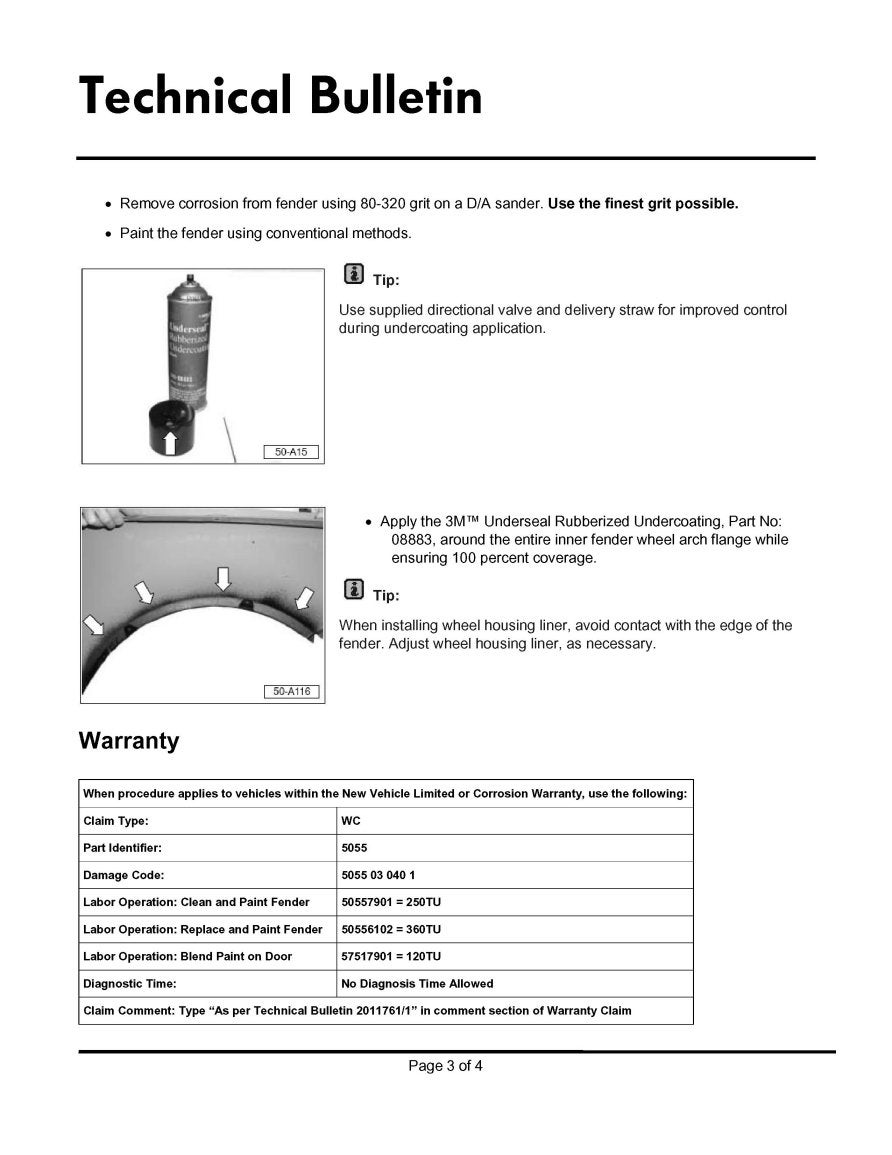 Technical Bulletin
• Remove corrosion from fender using 80-320 grit on a D/A sander. Use the finest grit possible.
• Paint the fender using conventional methods.
Tip:
Use supplied directional valve and delivery straw for improved control
during undercoating application.
Underseal
Rubberized
Undercoating
50-A15
• Apply the 3M™ Underseal Rubberized Undercoating, Part No:
08883, around the entire inner fender wheel arch flange while
ensuring 100 percent coverage.
Tip:
When installing wheel housing liner, avoid contact with the edge of the
fender. Adjust wheel housing liner, as necessary.
50-A116
Warranty
When procedure applies to vehicles within the New Vehicle Limited or Corrosion Warranty, use the following:
Claim Type: WC
Part Identifier: 5055
Damage Code: 5055 03 040 1
Labor Operation: Clean and Paint Fender 50557901 = 250TU
Labor Operation: Replace and Paint Fender 50556102 = 360TU
Labor Operation: Blend Paint on Door 57517901 = 120TU
Diagnostic Time: No Diagnosis Time Allowed
Claim Comment: Type “As per Technical Bulletin 2011761/1” in comment section of Warranty Claim
Page 3 of 4